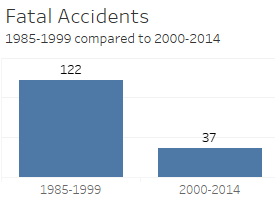 Fatal Accidents
1985-1999 compared to 2000-2014
122
37
1985-1999
2000-2014